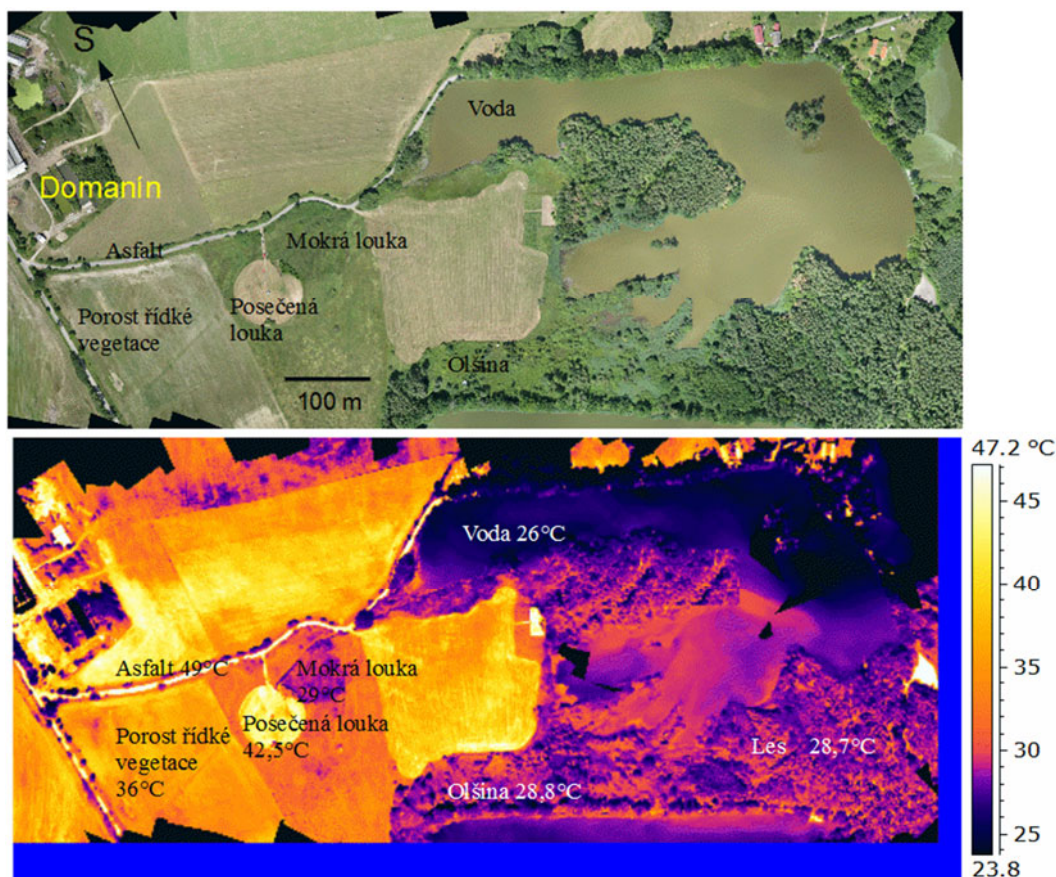 S
Voda
Domanín
Asfalt
Mokrá louka
Posečená
louka
Porost řídké
vegetace
Olšina
100 m
47.2 °C
45
40
35
30
25
23.8
Voda 26°C
Asfalt 49°C
Mokrá louka
29°C
Posečená louka
42,5°C
Porost řídké
vegetace
36°C
Les 28,7°C
Olšina 28,8°C